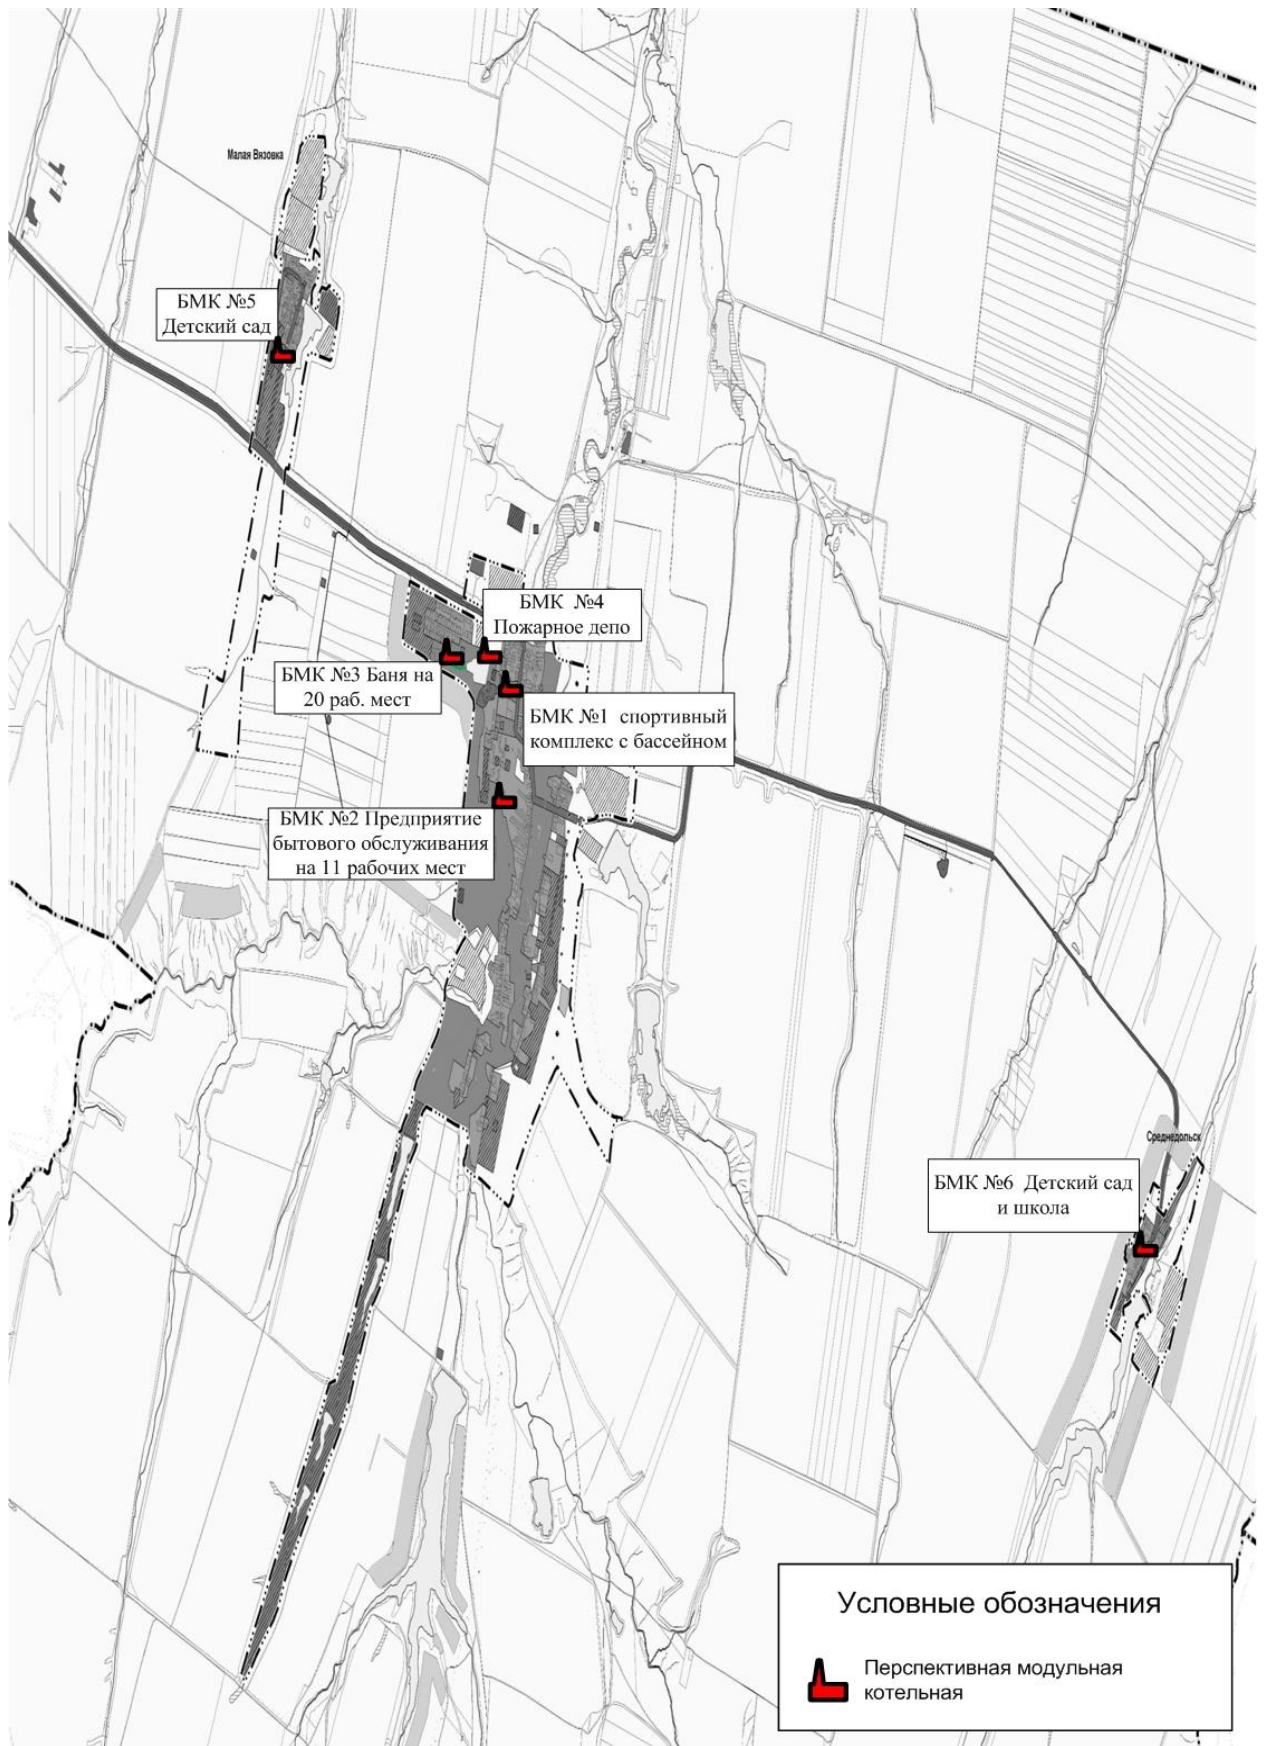 Малая Вязовка
БМК №5
Детский сад
БМК №4
Пожарное депо
БМК №3 Баня на
20 раб. мест
БМК №1 спортивный
комплекс с бассейном
БМК №2 Предприятие
бытового обслуживания
на 11 рабочих мест
Среднедольск
БМК №6 Детский сад
и школа
Условные обозначения
Перспективная модульная
котельная